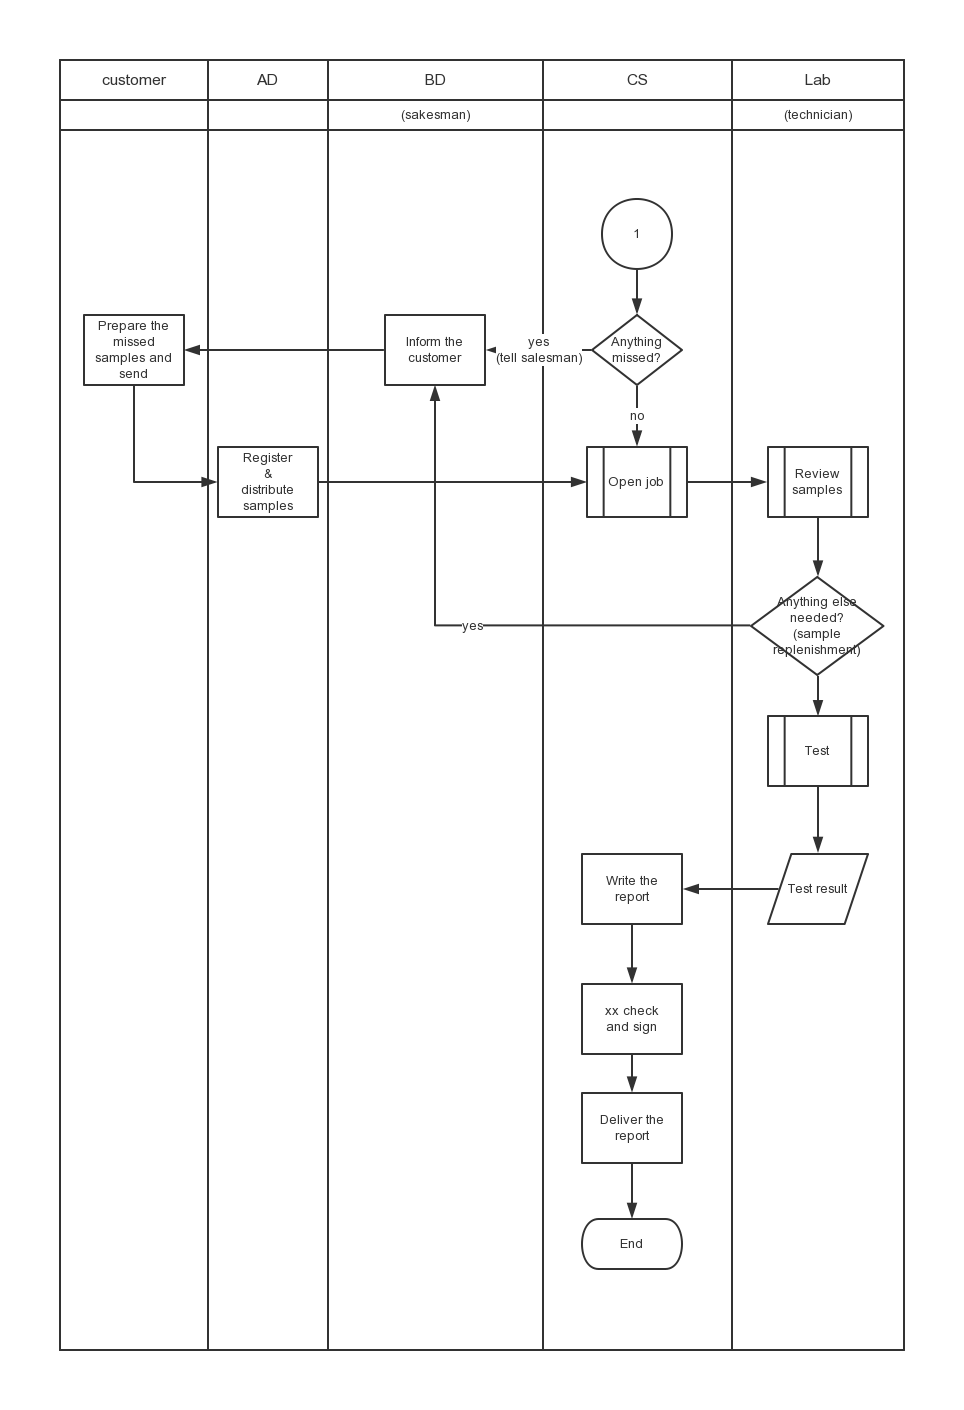 customer
AD
BD
CS
Lab
(sakesman)
(technician)
1
Prepare the
missed
samples and
send
Inform the
customer
yes
(tell salesman)
Anything
missed?
no
Register
&
distribute
samples
Open job
Review
samples
Anything else
needed?
(sample
replenishment)
yes
Test
Test result
Write the
report
xx check
and sign
Deliver the
report
End